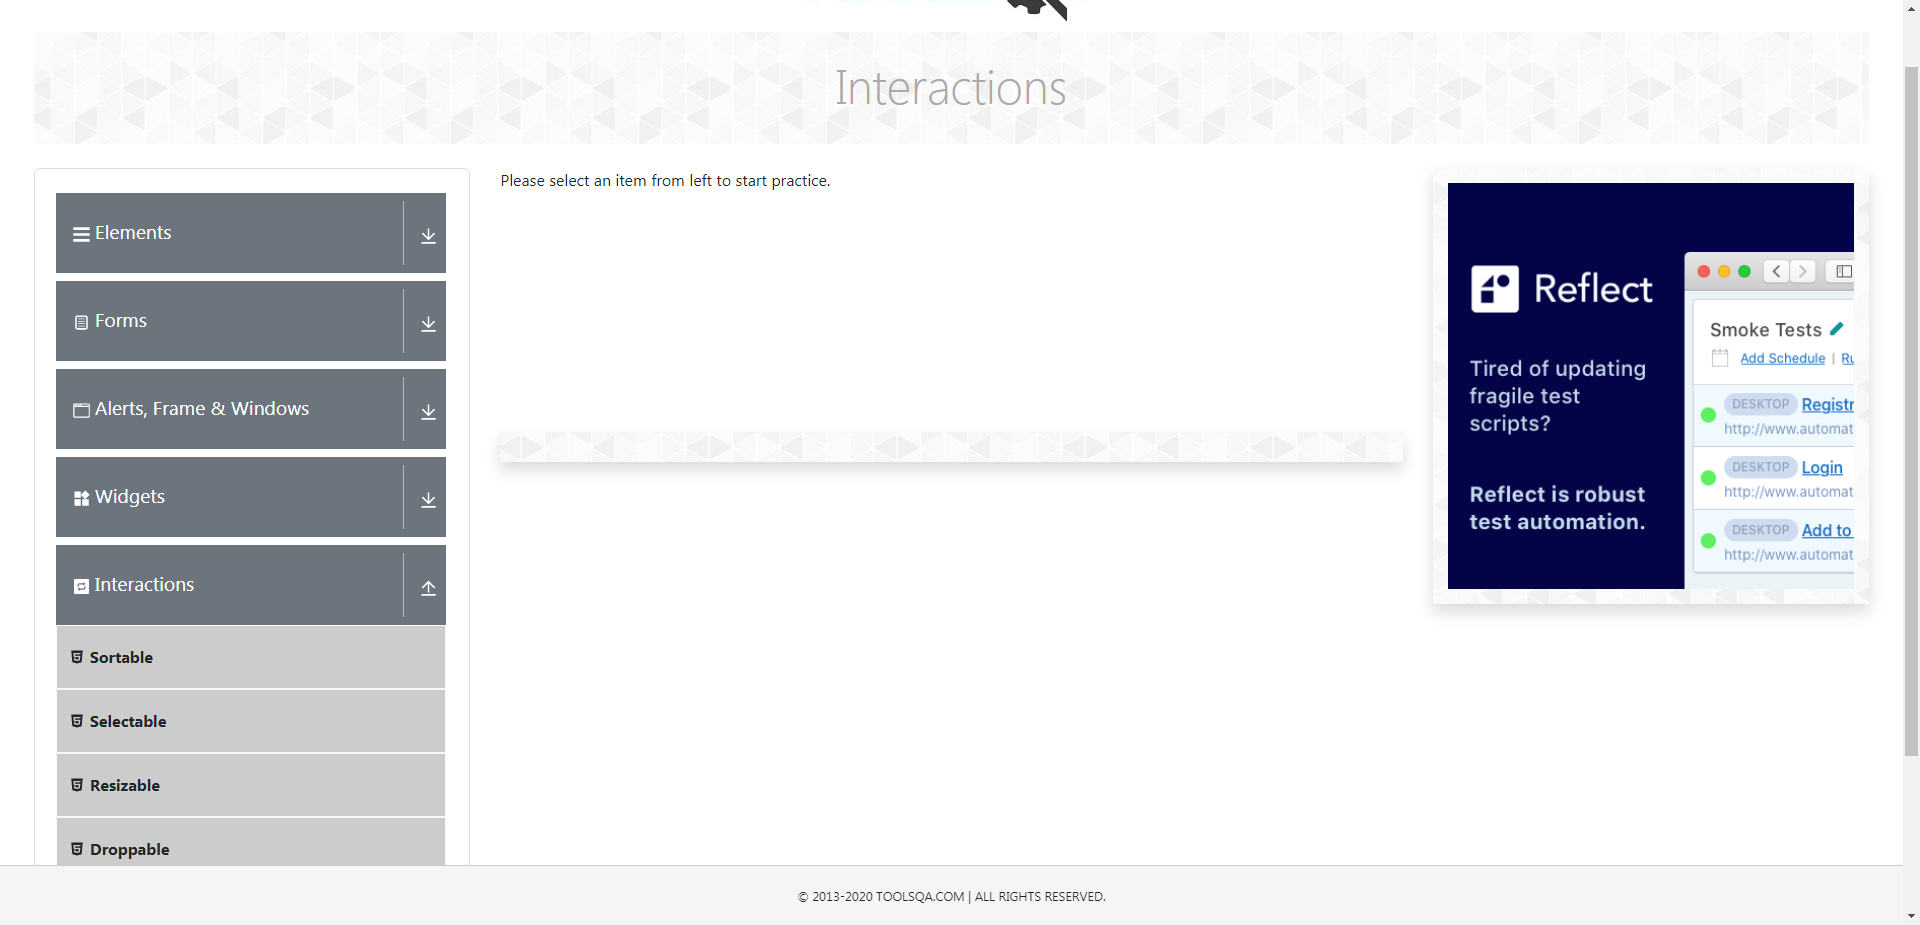 Interactions
Elements
Forms
Alerts, Frame & Windows
Widgets
Interactions
Sortable
Selectable
Resizable
Droppable
Please select an item from left to start practice.
Reflect
Tired of updating
fragile test
scripts?
Reflect is robust
test automation.
Smoke Tests
Add Schedule | Ru
DESKTOP Registr
http://www.automat
DESKTOP Login
http://www.automat
DESKTOP Add to
http://www.automat
© 2013-2020 TOOLSQA.COM | ALL RIGHTS RESERVED.